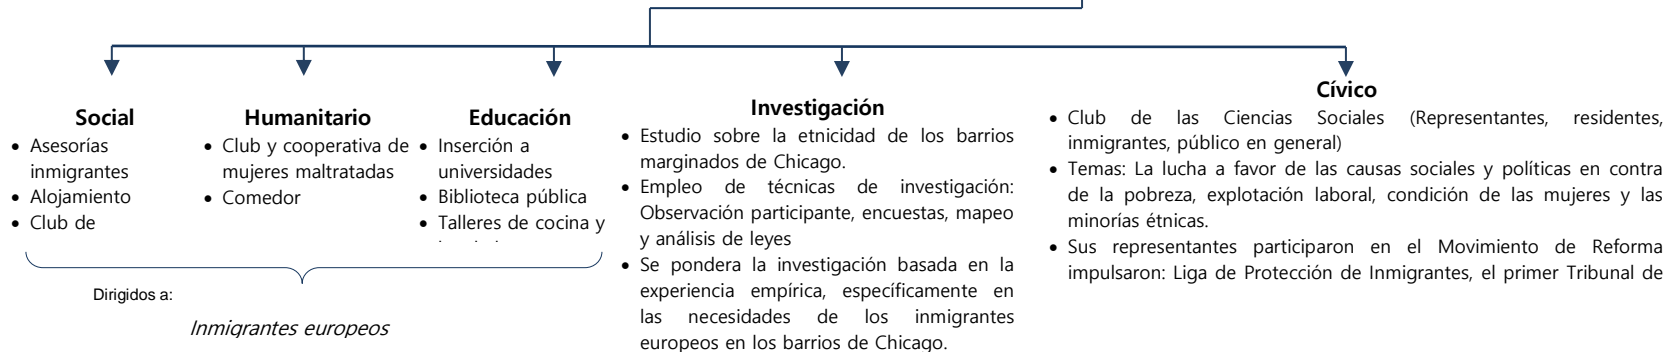 Social
• Asesorías
inmigrantes
• Alojamiento
• Club de
Humanitario
• Club y cooperativa de
mujeres maltratadas
• Comedor
Educación
• Inserción a
universidades
• Biblioteca pública
• Talleres de cocina y
Dirigidos a:
Inmigrantes europeos
Investigación
• Estudio sobre la etnicidad de los barrios
marginados de Chicago.
• Empleo de técnicas de investigación:
Observación participante, encuestas, mapeo
y análisis de leyes
• Se pondera la investigación basada en la
experiencia empírica, específicamente en
las necesidades de los inmigrantes
europeos en los barrios de Chicago.
Cívico
• Club de las Ciencias Sociales (Representantes, residentes,
inmigrantes, público en general)
• Temas: La lucha a favor de las causas sociales y políticas en contra
de la pobreza, explotación laboral, condición de las mujeres y las
minorías étnicas.
• Sus representantes participaron en el Movimiento de Reforma
impulsaron: Liga de Protección de Inmigrantes, el primer Tribunal de